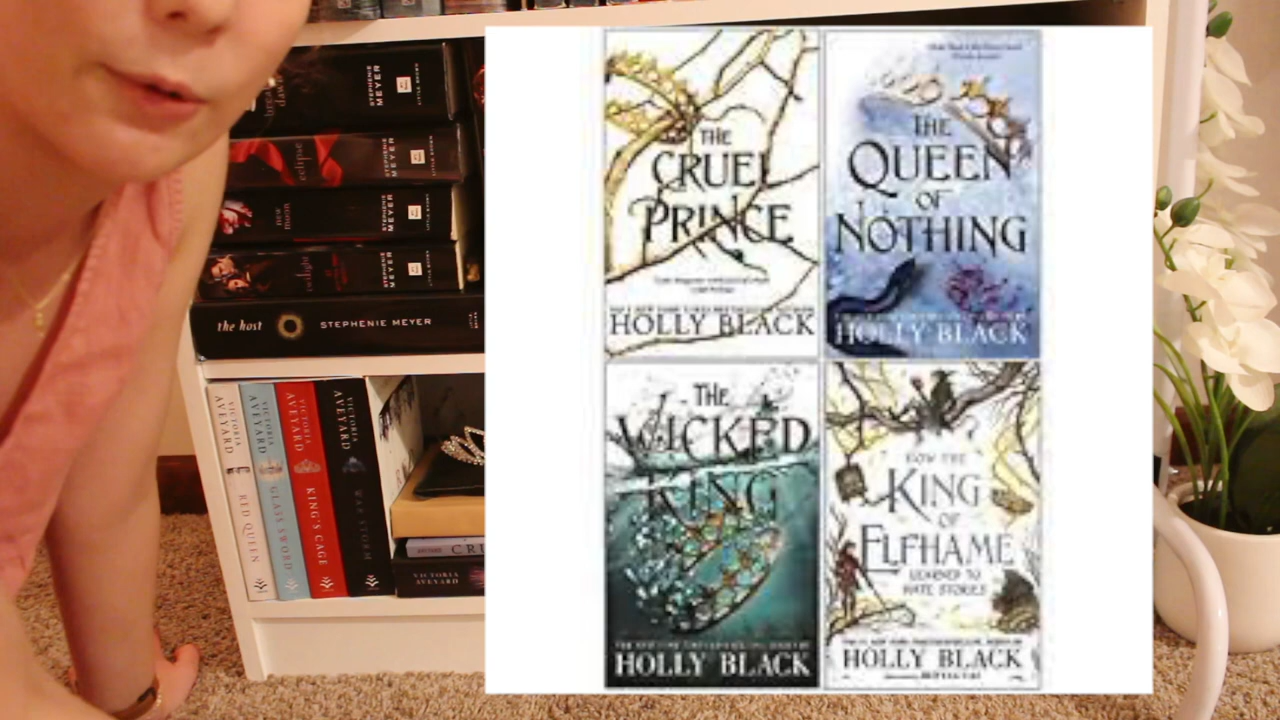 STEPHENIE MEYER
eclipse
STEPHENIE MEYER
new moon
STEPHENIE MEYER
twilight
STEPHENIE MEYER
the host
STEPHENIE MEYER
VICTORIA AVEYARD
RED QUEEN
VICTORIA AVEYARD
GLASS SWORD
VICTORIA AVEYARD
KING'S CAGE
VICTORIA AVEYARD
WAR STORM
VICTORIA
AVEYARD
THE
CRUEL
PRINCE
HOLLY BLACK
THE
QUEEN
OF
NOTHING
HOLLY BLACK
THE
WICKED
KING
HOLLY BLACK
HOW THE
KING
OF
ELFHAME
LEARNED TO
HATE STORIES
HOLLY BLACK